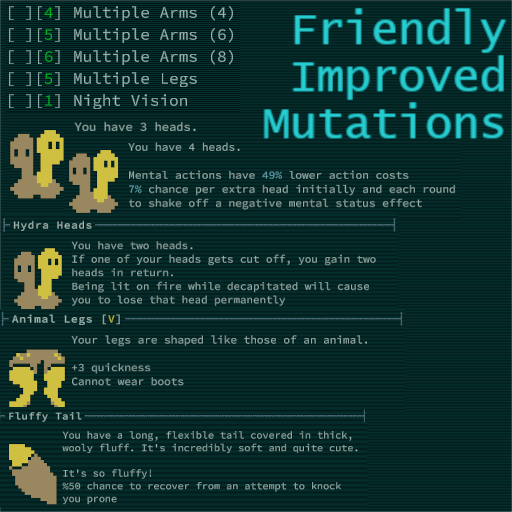 [ ][4] Multiple Arms (4)
[ ][5] Multiple Arms (6)
[ ][6] Multiple Arms (8)
[ ][5] Multiple Legs
[ ][1] Night Vision
Friendly
Improved
Mutations
You have 3 heads.
You have 4 heads.
Mental actions have 49% lower action costs
7% chance per extra head initially and each round
to shake off a negative mental status effect
Hydra Heads
You have two heads.
If one of your heads gets cut off, you gain two
heads in return.
Being lit on fire while decapitated will cause
you to lose that head permanently
Animal Legs [V]
Your legs are shaped like those of an animal.
+3 quickness
Cannot wear boots
Fluffy Tail
You have a long, flexible tail covered in thick,
wooly fluff. It's incredibly soft and quite cute.
It's so fluffy!
%50 chance to recover from an attempt to knock
you prone